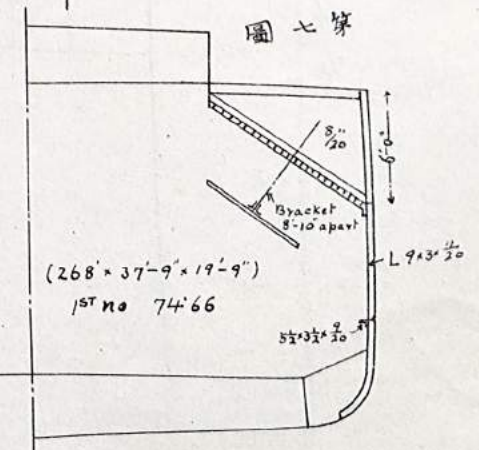 第七圖
8/20"
6'-0"
Bracket
8'-10" apart
(268' × 37'-9" × 19'-9")
1ST no 74.66
L 9×3×12/20
5½×3½×9/20